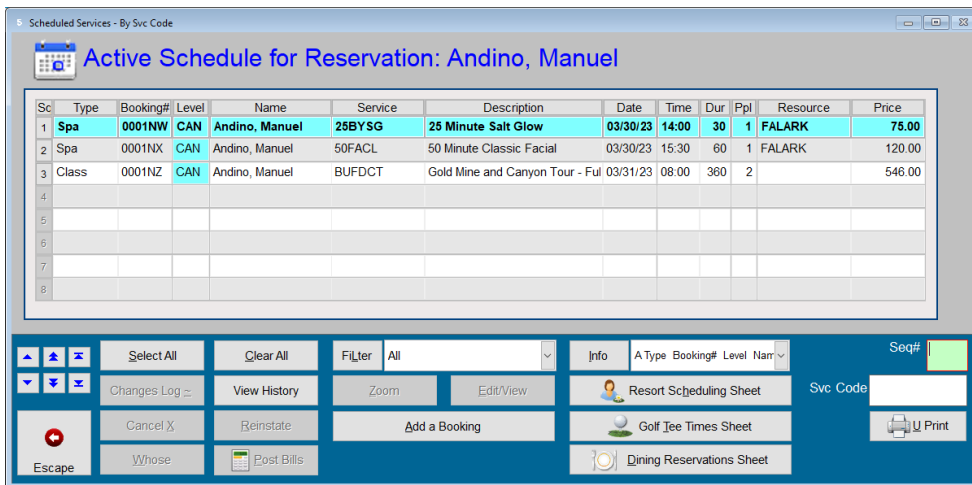 Scheduled Services - By Svc Code
Active Schedule for Reservation: Andino, Manuel
Sc Type Booking# Level Name Service Description Date Time Dur Ppl Resource Price
1 Spa 0001NW CAN Andino, Manuel 25BYSG 25 Minute Salt Glow 03/30/23 14:00 30 1 FALARK 75.00
2 Spa 0001NX CAN Andino, Manuel 50FACL 50 Minute Classic Facial 03/30/23 15:30 60 1 FALARK 120.00
3 Class 0001NZ CAN Andino, Manuel BUFDCT Gold Mine and Canyon Tour - Ful 03/31/23 08:00 360 2 546.00
4
5
6
7
8
Select All Clear All FiLter All Info A Type Booking# Level Nam Seq#
Changes Log ~ View History Zoom Edit/View Resort Scheduling Sheet Svc Code
Cancel X Reinstate Add a Booking Golf Tee Times Sheet U Print
Escape Whose Post Bills Dining Reservations Sheet